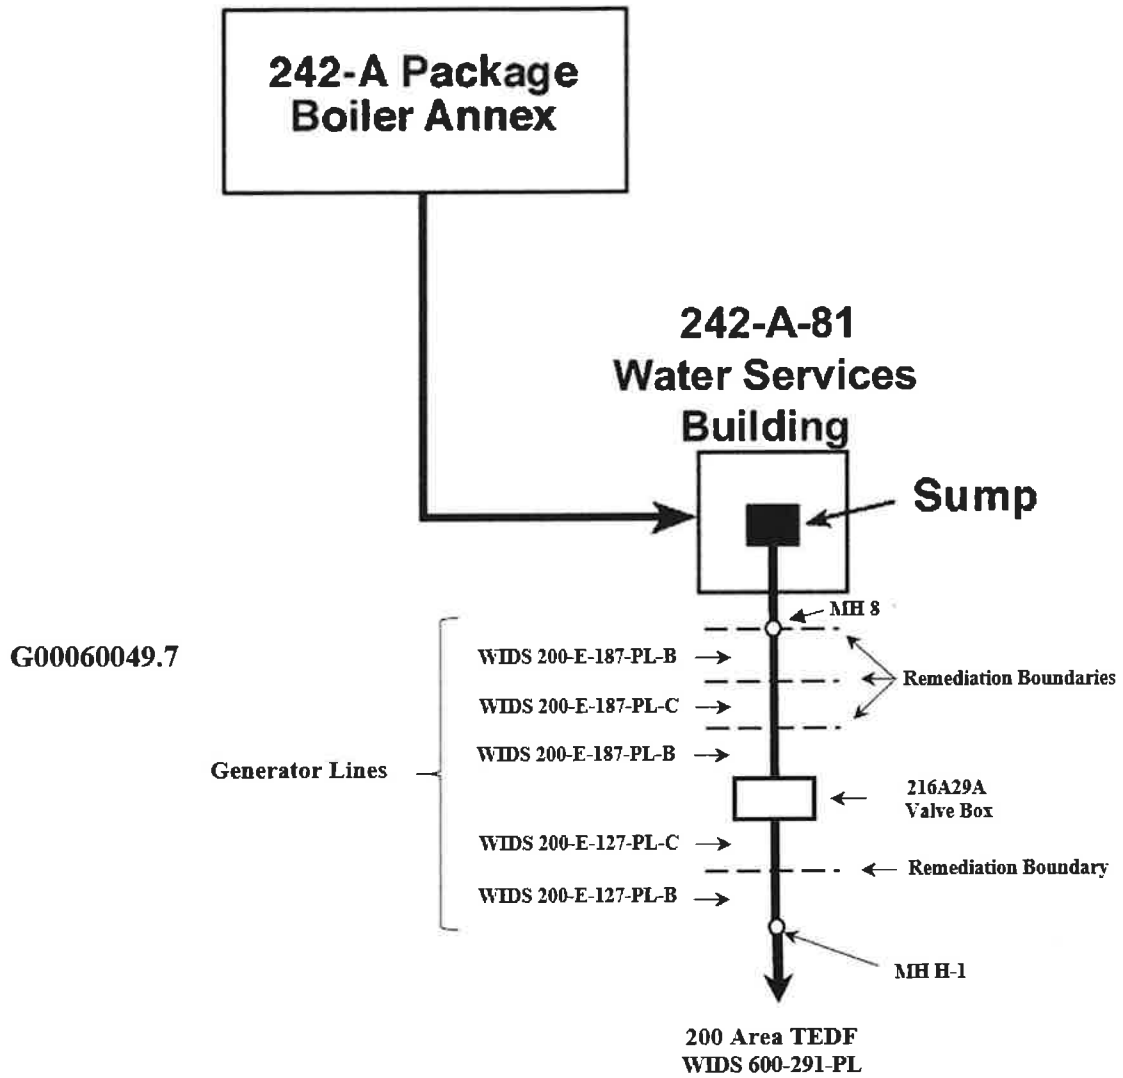 242-A Package
Boiler Annex
242-A-81
Water Services
Building
Sump
MH 8
G00060049.7
WIDS 200-E-187-PL-B
Remediation Boundaries
WIDS 200-E-187-PL-C
WIDS 200-E-187-PL-B
Generator Lines
216A29A
Valve Box
WIDS 200-E-127-PL-C
Remediation Boundary
WIDS 200-E-127-PL-B
MH H-1
200 Area TEDF
WIDS 600-291-PL